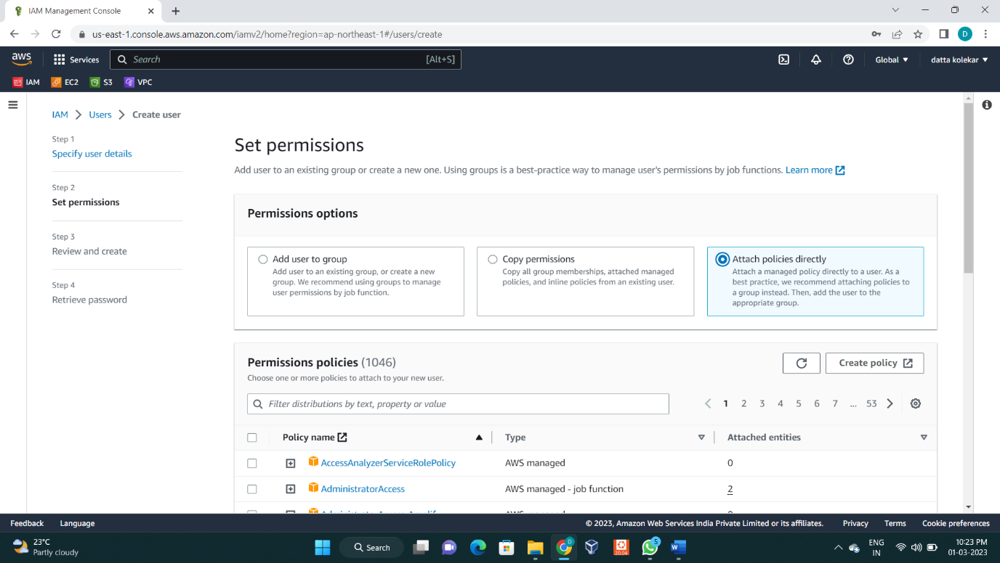 IAM Management Console
us-east-1.console.aws.amazon.com/iamv2/home?region=ap-northeast-1#/users/create
D
aws
Services
Search
[Alt+S]
Global
datta kolekar
IAM
EC2
S3
VPC
IAM
Users
Create user
Step 1
Specify user details
Step 2
Set permissions
Step 3
Review and create
Step 4
Retrieve password
Set permissions
Add user to an existing group or create a new one. Using groups is a best-practice way to manage user's permissions by job functions. Learn more
Permissions options
Add user to group
Add user to an existing group, or create a new
group. We recommend using groups to manage
user permissions by job function.
Copy permissions
Copy all group memberships, attached managed
policies, and inline policies from an existing user.
Attach policies directly
Attach a managed policy directly to a user. As a
best practice, we recommend attaching policies to
a group instead. Then, add the user to the
appropriate group.
Permissions policies (1046)
Choose one or more policies to attach to your new user.
Create policy
Filter distributions by text, property or value
1 2 3 4 5 6 7 ... 53
Policy name
Type
Attached entities
AccessAnalyzerServiceRolePolicy
AWS managed
0
AdministratorAccess
AWS managed - job function
2
Feedback
Language
© 2023, Amazon Web Services India Private Limited or its affiliates.
Privacy
Terms
Cookie preferences
23°C
Partly cloudy
Search
D
20.04
5
W
ENG
IN
10:23 PM
01-03-2023